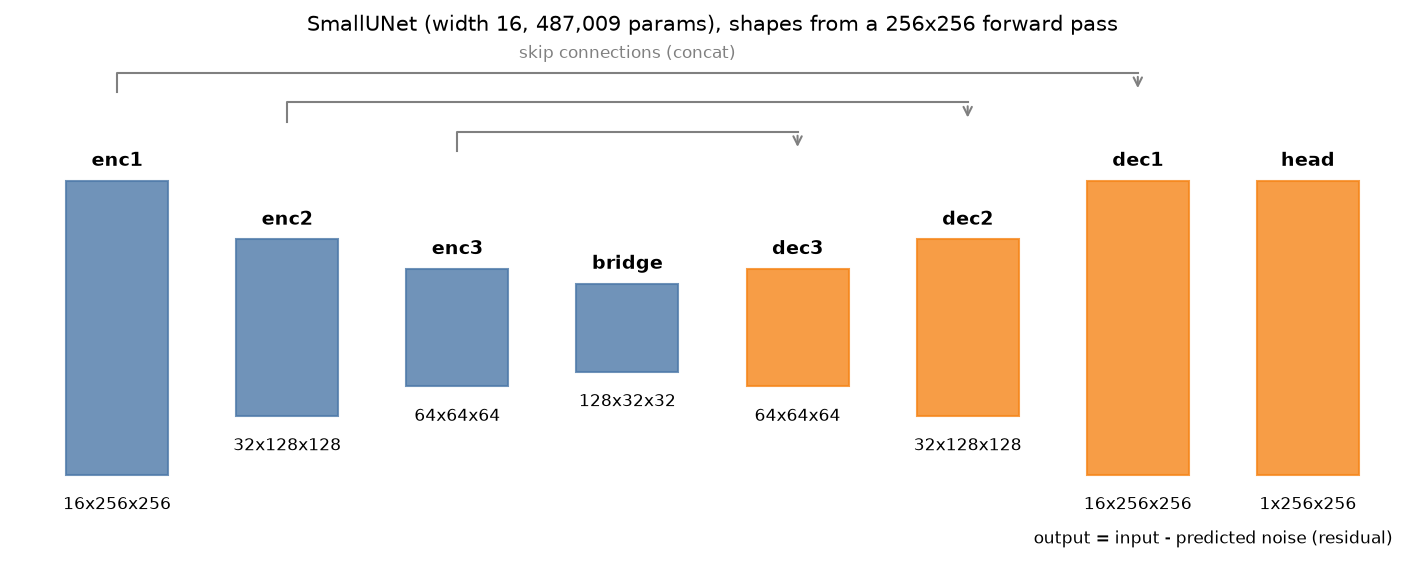 SmallUNet (width 16, 487,009 params), shapes from a 256x256 forward pass
skip connections (concat)
enc1
enc2
enc3
bridge
dec3
dec2
dec1
head
16x256x256
32x128x128
64x64x64
128x32x32
64x64x64
32x128x128
16x256x256
1x256x256
output = input - predicted noise (residual)